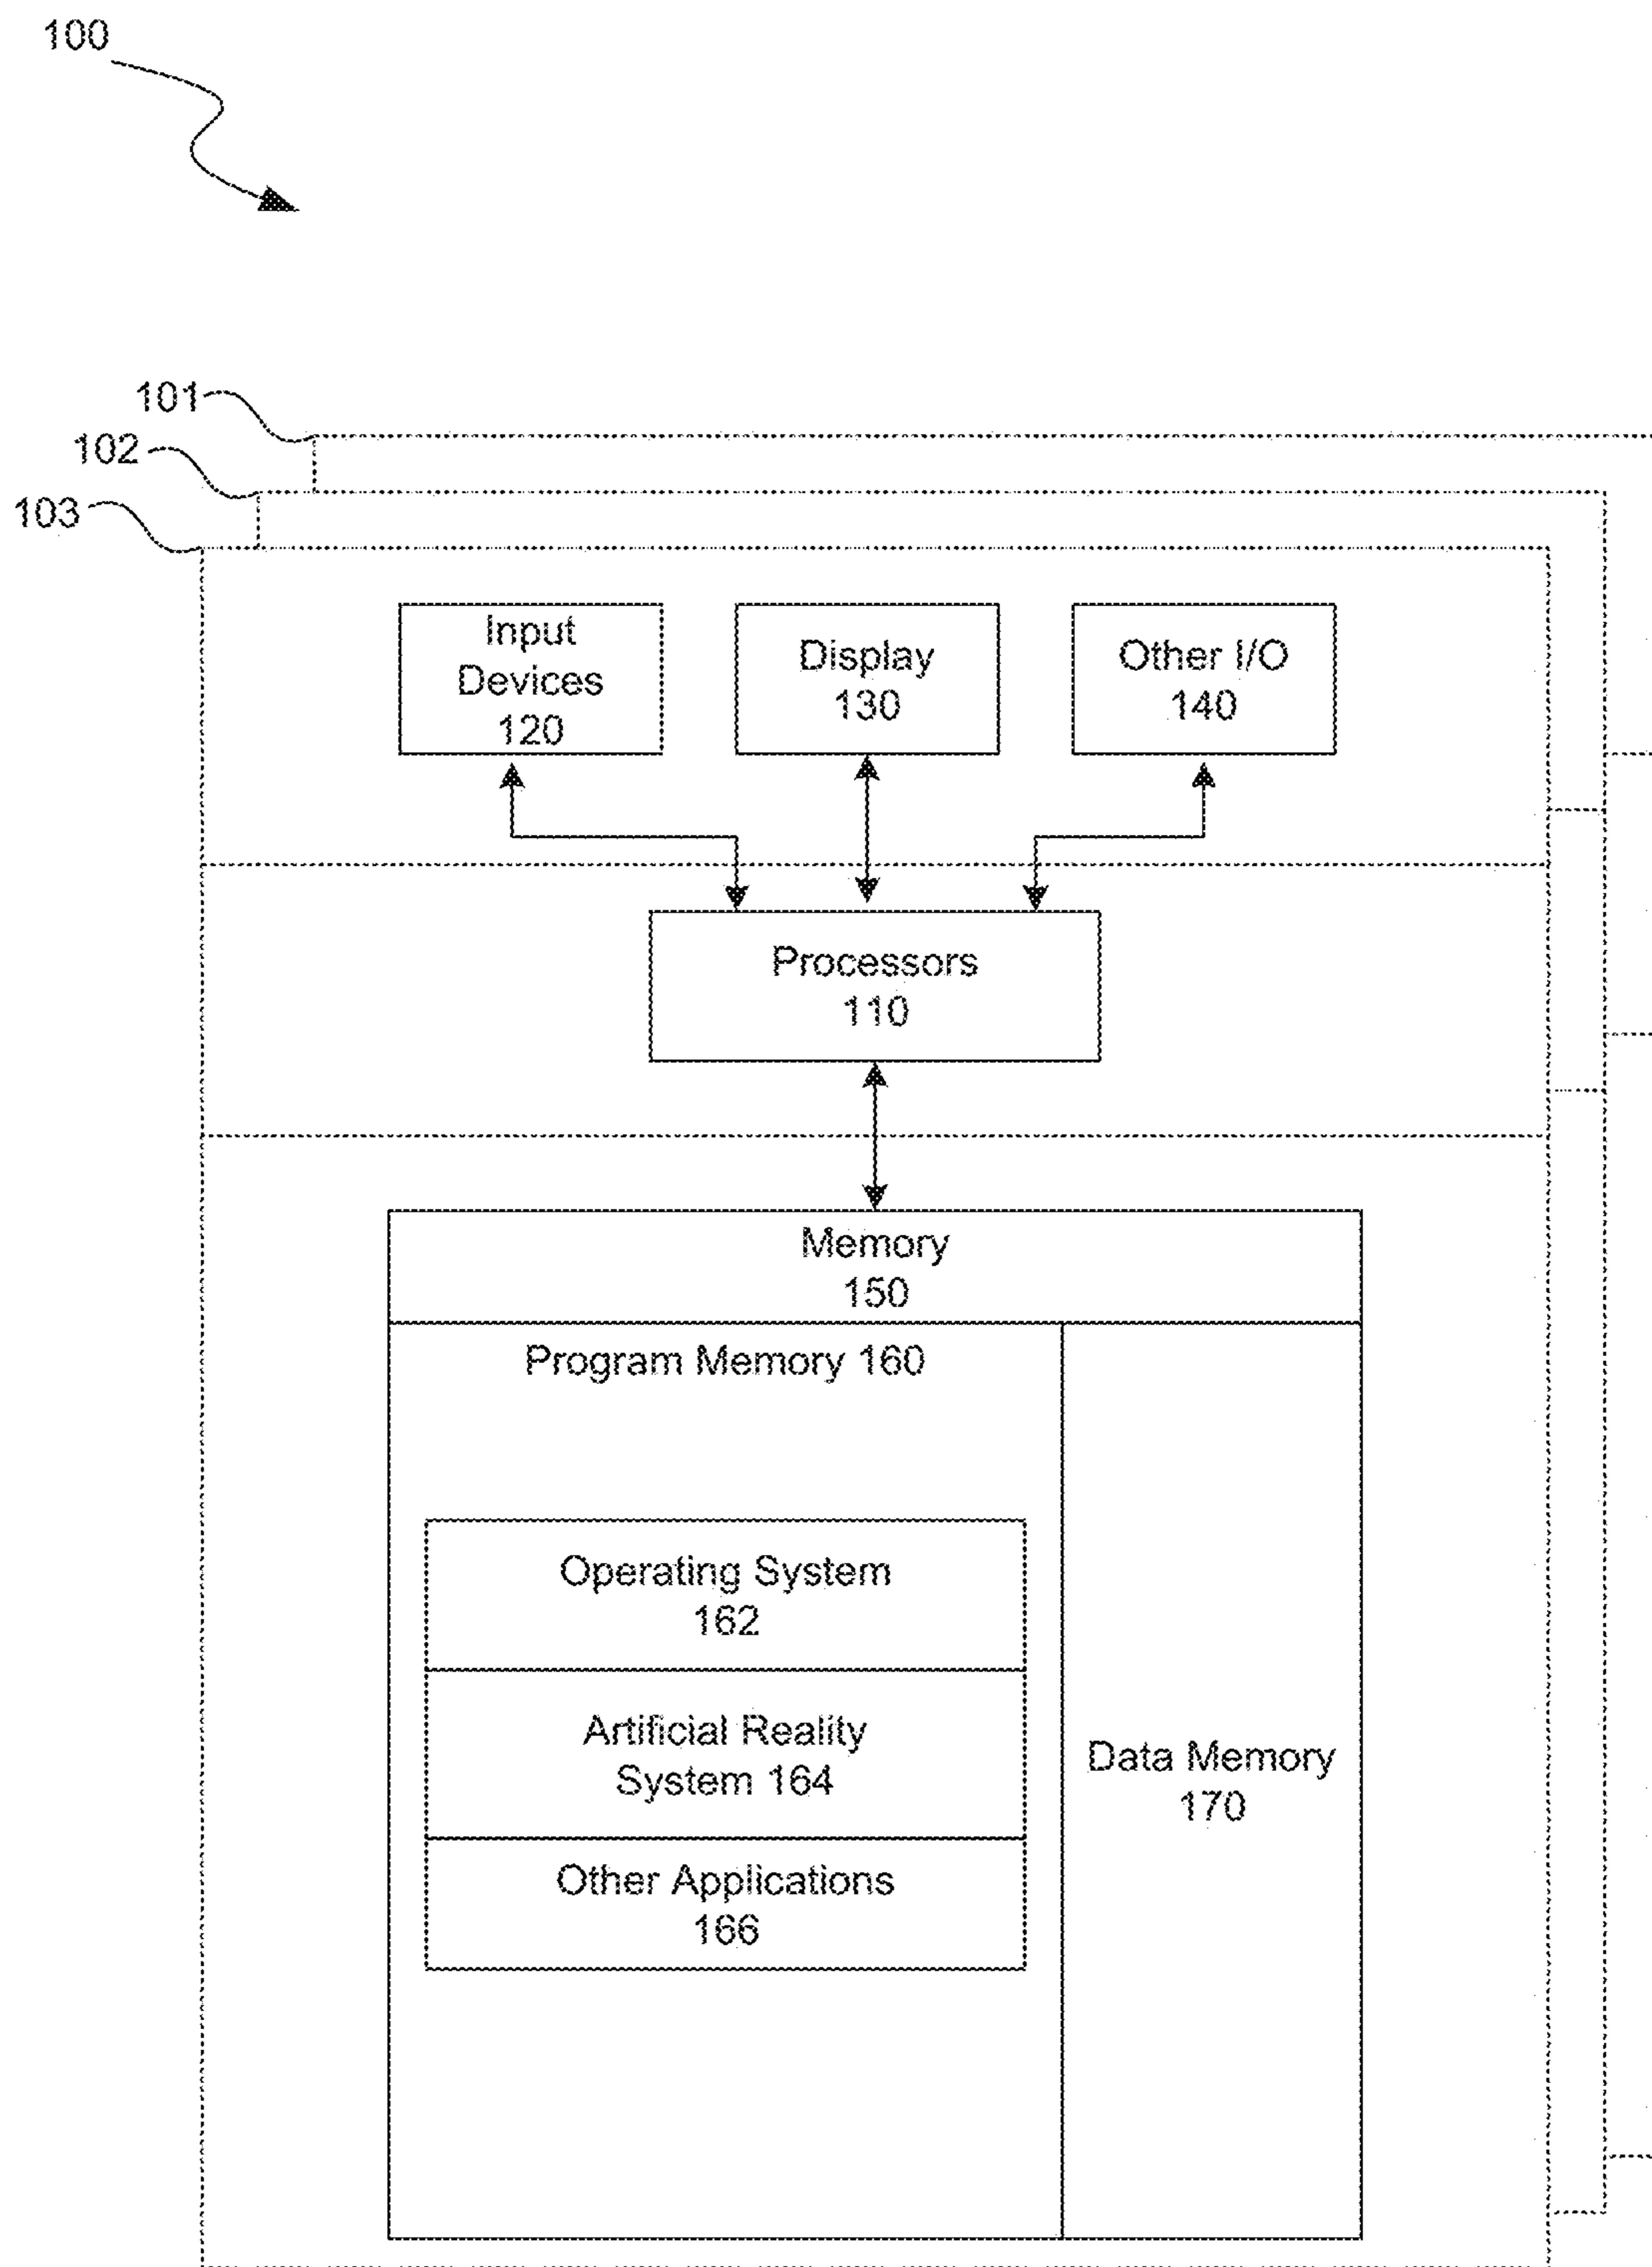 100
101
102
103
Input
Devices
120
Display
130
Other I/O
140
Processors
110
Memory
150
Program Memory 160
Operating System
162
Artificial Reality
System 164
Other Applications
166
Data Memory
170